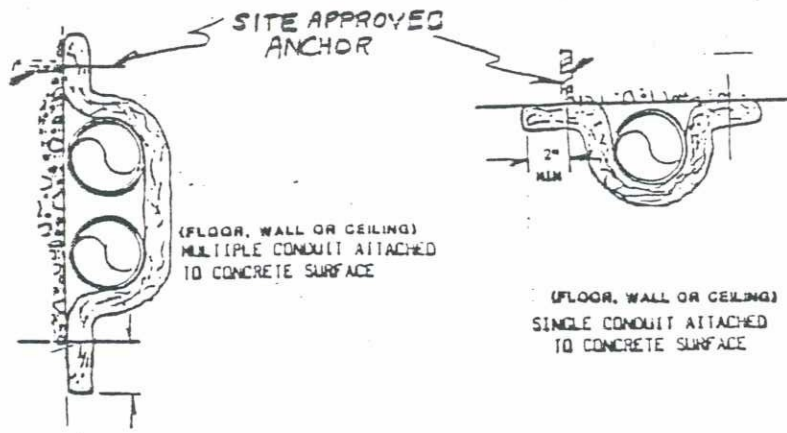 SITE APPROVED
ANCHOR
2"
MIN
(FLOOR, WALL OR CEILING)
MULTIPLE CONDUIT ATTACHED
TO CONCRETE SURFACE
(FLOOR, WALL OR CEILING)
SINGLE CONDUIT ATTACHED
TO CONCRETE SURFACE